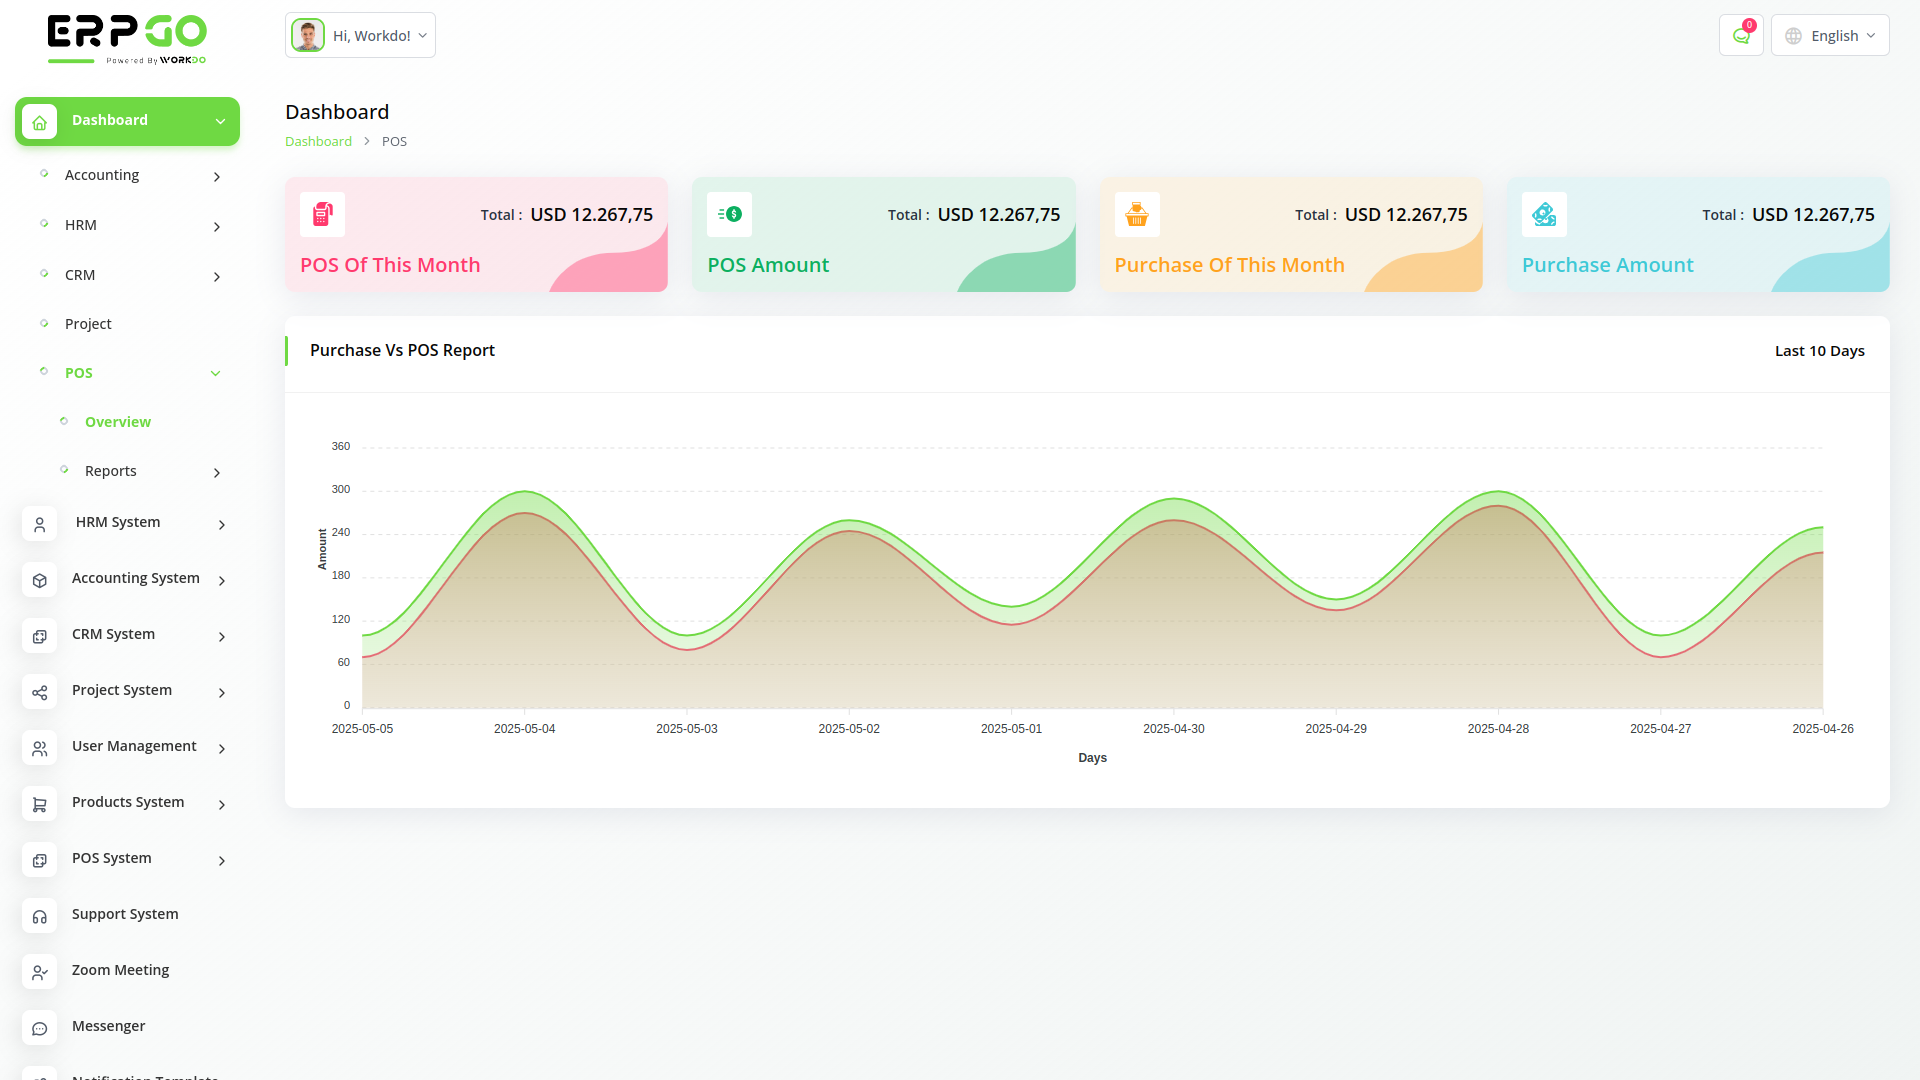 ERPGO
Powered By WORKDO
Hi, Workdo!
0
English
Dashboard
Accounting
HRM
CRM
Project
POS
Overview
Reports
HRM System
Accounting System
CRM System
Project System
User Management
Products System
POS System
Support System
Zoom Meeting
Messenger
Notification Template
Dashboard
Dashboard > POS
Total : USD 12.267,75
POS Of This Month
Total : USD 12.267,75
POS Amount
Total : USD 12.267,75
Purchase Of This Month
Total : USD 12.267,75
Purchase Amount
Purchase Vs POS Report
Last 10 Days
360
300
240
180
120
60
0
Amount
2025-05-05 2025-05-04 2025-05-03 2025-05-02 2025-05-01 2025-04-30 2025-04-29 2025-04-28 2025-04-27 2025-04-26
Days